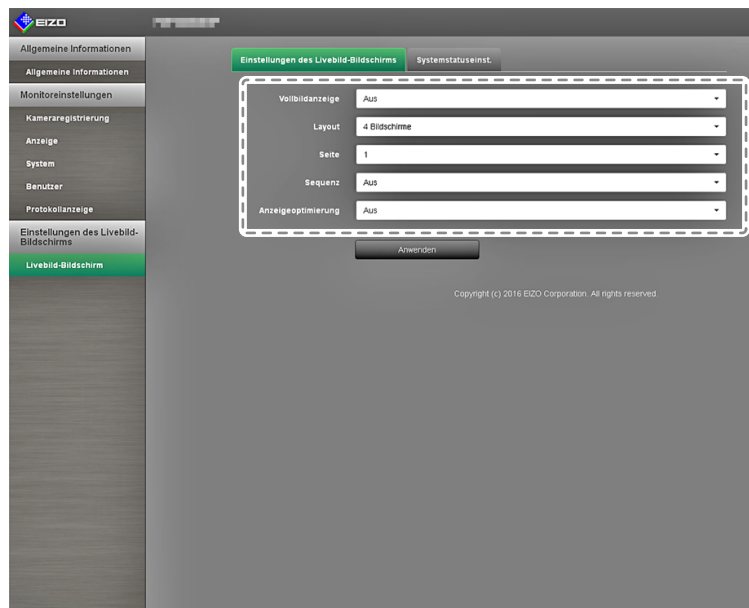 EIZO
Allgemeine Informationen
Allgemeine Informationen
Monitoreinstellungen
Kameraregistrierung
Anzeige
System
Benutzer
Protokollanzeige
Einstellungen des Livebild-
Bildschirms
Livebild-Bildschirm
Einstellungen des Livebild-Bildschirms Systemstatuseinst.
Vollbildanzeige Aus
Layout 4 Bildschirme
Seite 1
Sequenz Aus
Anzeigeoptimierung Aus
Anwenden
Copyright (c) 2016 EIZO Corporation. All rights reserved.